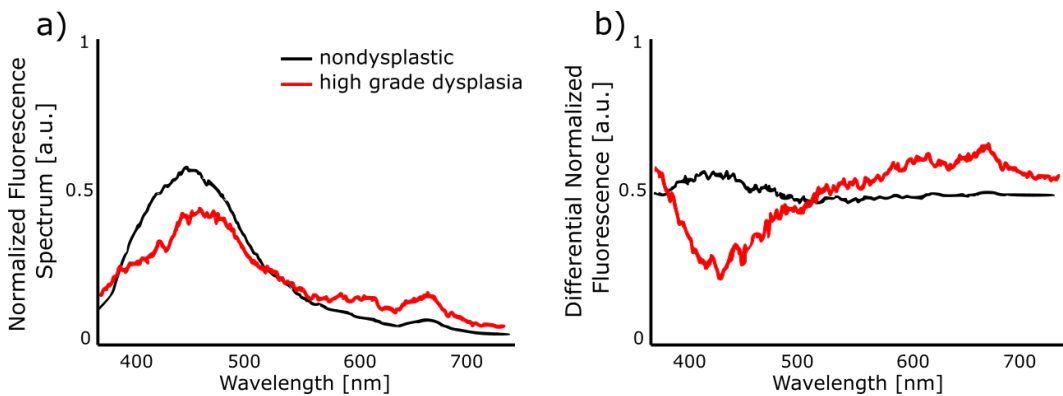 a)
Normalized Fluorescence
Spectrum [a.u.]
1
0.5
0
nondysplastic
high grade dysplasia
400 500 600 700
Wavelength [nm]
b)
Differential Normalized
Fluorescence [a.u.]
1
0.5
0
400 500 600 700
Wavelength [nm]